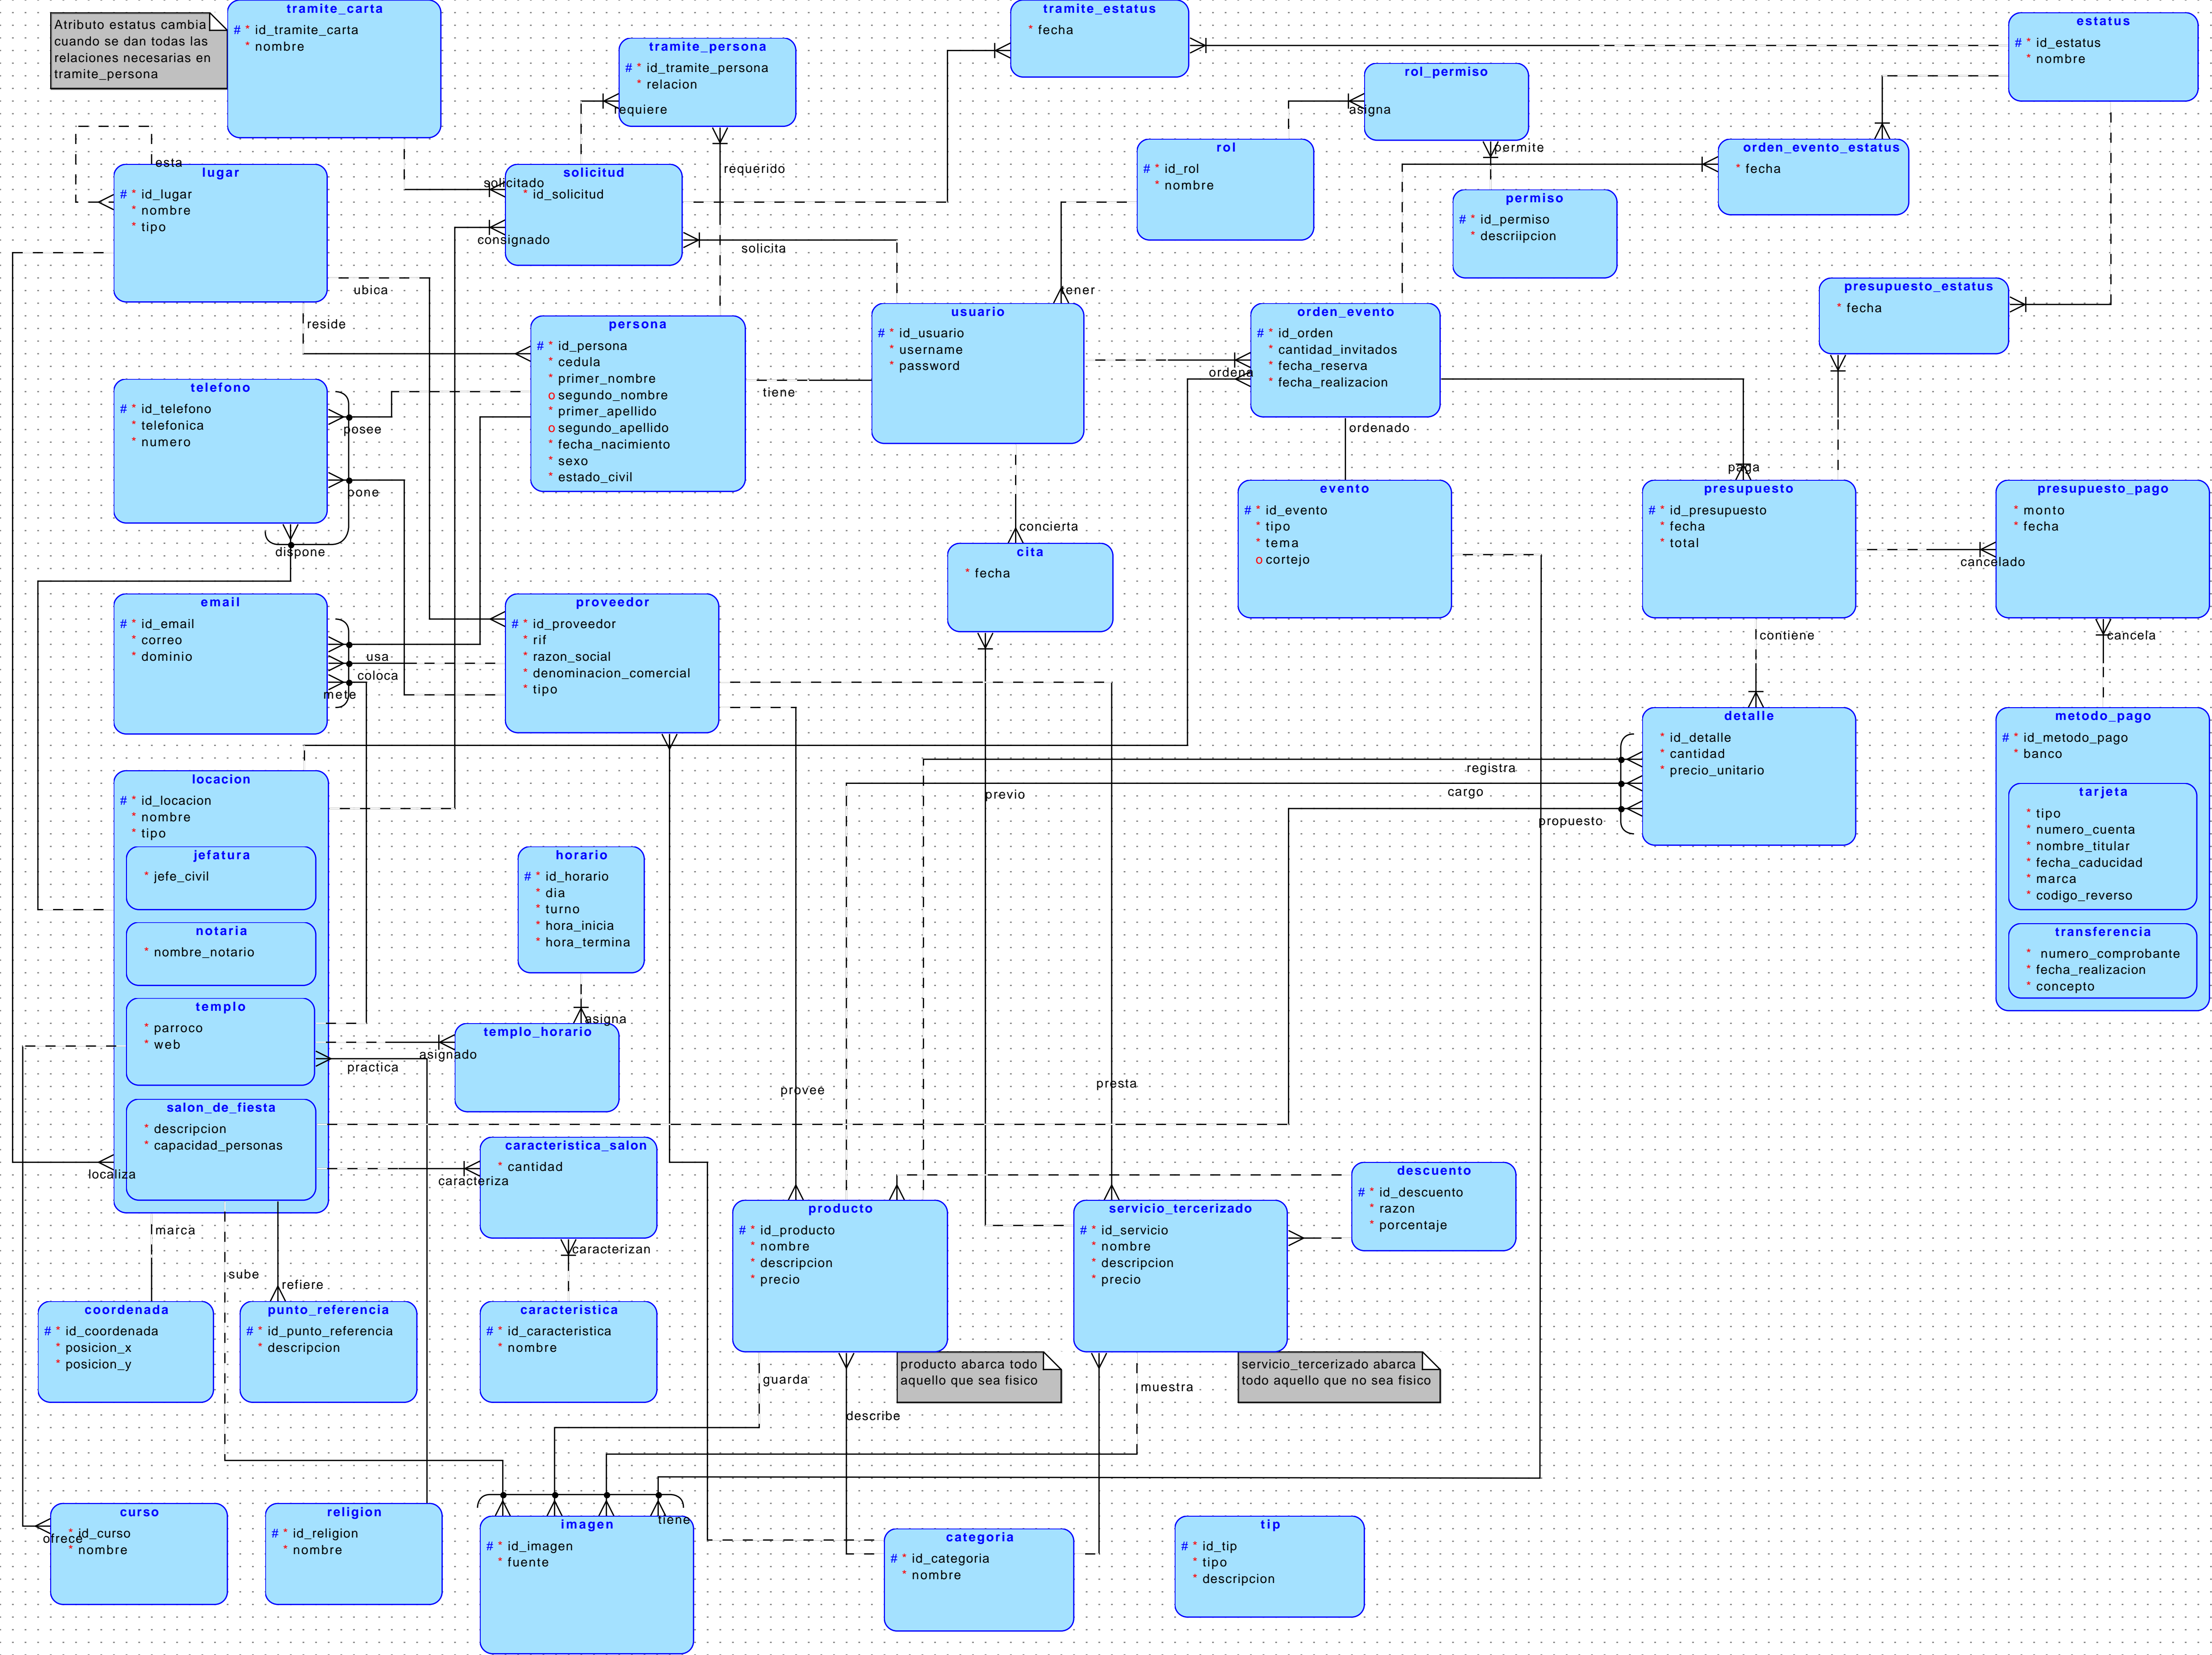 Atributo estatus cambia
cuando se dan todas las
relaciones necesarias en
tramite_persona
tramite_carta
# * id_tramite_carta
* nombre
tramite_persona
# * id_tramite_persona
* relacion
requiere
tramite_estatus
* fecha
rol_permiso
asigna
permite
estatus
# * id_estatus
* nombre
esta
lugar
# * id_lugar
* nombre
* tipo
solicitado
solicitud
* id_solicitud
consignado
requerido
solicita
rol
# * id_rol
* nombre
permiso
# * id_permiso
* descriipcion
orden_evento_estatus
* fecha
ubica
reside
tener
presupuesto_estatus
* fecha
persona
# * id_persona
* cedula
* primer_nombre
o segundo_nombre
* primer_apellido
o segundo_apellido
* fecha_nacimiento
* sexo
* estado_civil
tiene
usuario
# * id_usuario
* username
* password
ordena
orden_evento
# * id_orden
* cantidad_invitados
* fecha_reserva
* fecha_realizacion
ordenado
telefono
# * id_telefono
* telefonica
* numero
posee
pone
dispone
concierta
cita
* fecha
evento
# * id_evento
* tipo
* tema
o cortejo
paga
presupuesto
# * id_presupuesto
* fecha
* total
cancelado
presupuesto_pago
* monto
* fecha
contiene
cancela
email
# * id_email
* correo
* dominio
usa
coloca
mete
proveedor
# * id_proveedor
* rif
* razon_social
* denominacion_comercial
* tipo
detalle
* id_detalle
* cantidad
* precio_unitario
registra
cargo
propuesto
previo
metodo_pago
# * id_metodo_pago
* banco
tarjeta
* tipo
* numero_cuenta
* nombre_titular
* fecha_caducidad
* marca
* codigo_reverso
transferencia
* numero_comprobante
* fecha_realizacion
* concepto
locacion
# * id_locacion
* nombre
* tipo
jefatura
* jefe_civil
notaria
* nombre_notario
templo
* parroco
* web
salon_de_fiesta
* descripcion
* capacidad_personas
localiza
horario
# * id_horario
* dia
* turno
* hora_inicia
* hora_termina
asigna
templo_horario
asignado
practica
provee
presta
caracteristica_salon
* cantidad
caracteriza
caracterizan
descuento
# * id_descuento
* razon
* porcentaje
producto
# * id_producto
* nombre
* descripcion
* precio
servicio_tercerizado
# * id_servicio
* nombre
* descripcion
* precio
marca
sube
refiere
coordenada
# * id_coordenada
* posicion_x
* posicion_y
punto_referencia
# * id_punto_referencia
* descripcion
caracteristica
# * id_caracteristica
* nombre
guarda
producto abarca todo
aquello que sea fisico
muestra
servicio_tercerizado abarca
todo aquello que no sea fisico
describe
curso
* id_curso
* nombre
ofrece
religion
# * id_religion
* nombre
tiene
imagen
# * id_imagen
* fuente
categoria
# * id_categoria
* nombre
tip
# * id_tip
* tipo
* descripcion